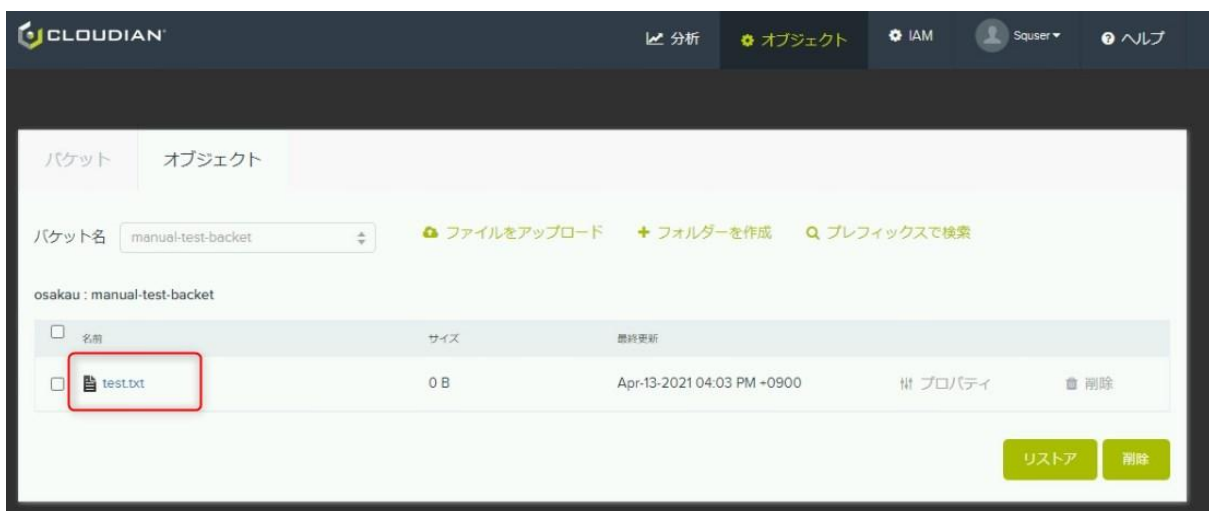 CLOUDIAN
分析
オブジェクト
IAM
Squser
ヘルプ
バケット
オブジェクト
バケット名
manual-test-backet
ファイルをアップロード
フォルダーを作成
プレフィックスで検索
osakau : manual-test-backet
名前
サイズ
最終更新
test.txt
0 B
Apr-13-2021 04:03 PM +0900
プロパティ
削除
リストア
削除